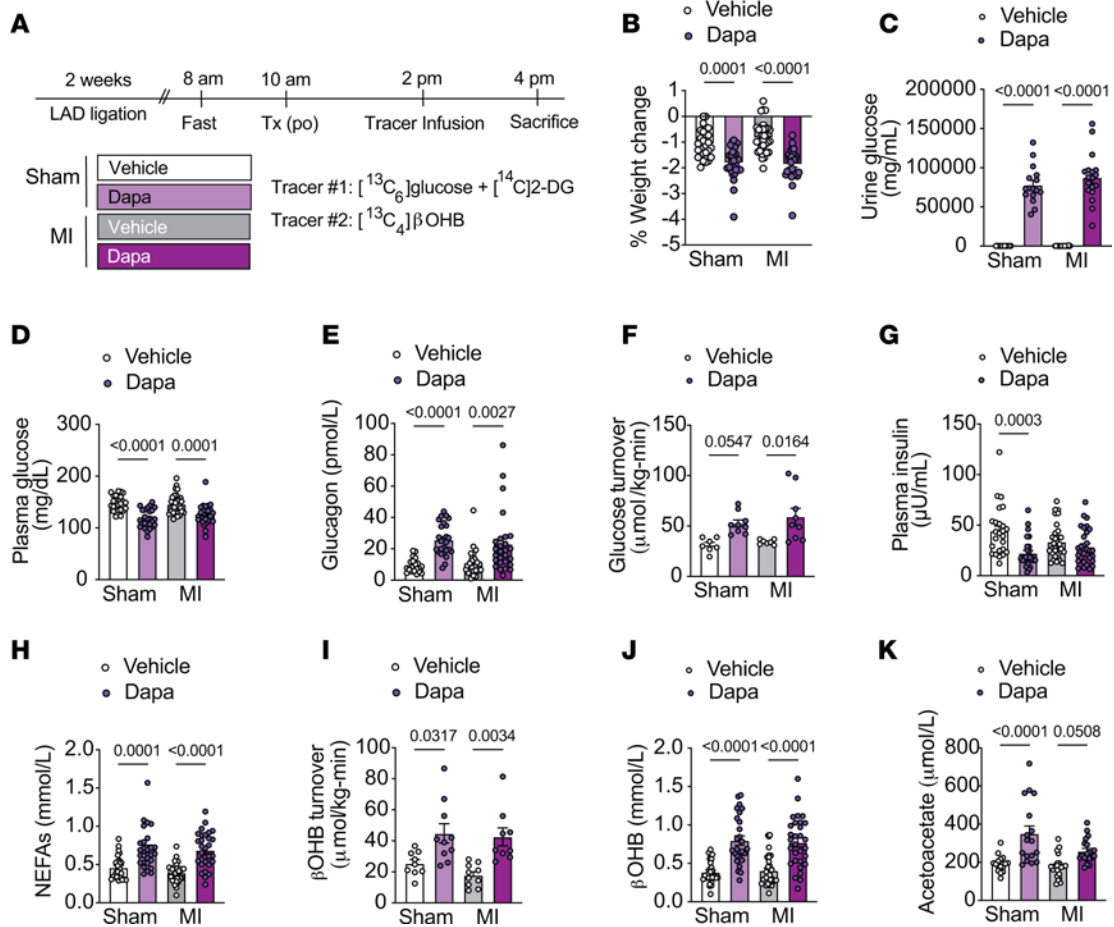 A
2 weeks
8 am
10 am
2 pm
4 pm
LAD ligation
Fast
Tx (po)
Tracer Infusion
Sacrifice
Sham
Vehicle
Dapa
MI
Vehicle
Dapa
Tracer #1: [¹³C₆]glucose + [¹⁴C]2-DG
Tracer #2: [¹³C₄]βOHB
B
Vehicle
Dapa
0.0001 <0.0001
% Weight change
1
0
-1
-2
-3
-4
-5
Sham MI
C
Vehicle
Dapa
<0.0001 <0.0001
Urine glucose
(mg/mL)
200000
150000
100000
50000
0
Sham MI
D
Vehicle
Dapa
<0.0001 0.0001
Plasma glucose
(mg/dL)
300
200
100
0
Sham MI
E
Vehicle
Dapa
<0.0001 0.0027
Glucagon (pmol/L)
100
80
60
40
20
0
Sham MI
F
Vehicle
Dapa
0.0547 0.0164
Glucose turnover
(μmol/kg-min)
150
100
50
0
Sham MI
G
Vehicle
Dapa
0.0003
Plasma insulin
(μU/mL)
150
100
50
0
Sham MI
H
Vehicle
Dapa
0.0001 <0.0001
NEFAs (mmol/L)
2.0
1.5
1.0
0.5
0.0
Sham MI
I
Vehicle
Dapa
0.0317 0.0034
βOHB turnover
(μmol/kg-min)
100
80
60
40
20
0
Sham MI
J
Vehicle
Dapa
<0.0001 <0.0001
βOHB (mmol/L)
2.0
1.5
1.0
0.5
0.0
Sham MI
K
Vehicle
Dapa
<0.0001 0.0508
Acetoacetate (μmol/L)
800
600
400
200
0
Sham MI